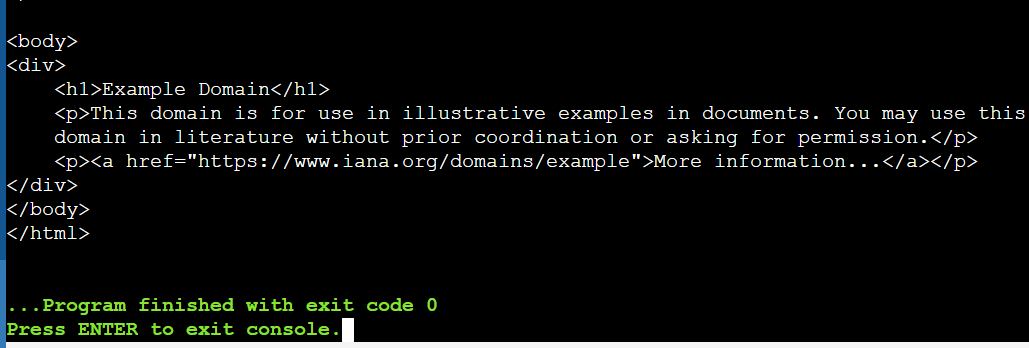 <body>
<div>
    <h1>Example Domain</h1>
    <p>This domain is for use in illustrative examples in documents. You may use this
    domain in literature without prior coordination or asking for permission.</p>
    <p><a href="https://www.iana.org/domains/example">More information...</a></p>
</div>
</body>
</html>
...Program finished with exit code 0
Press ENTER to exit console.